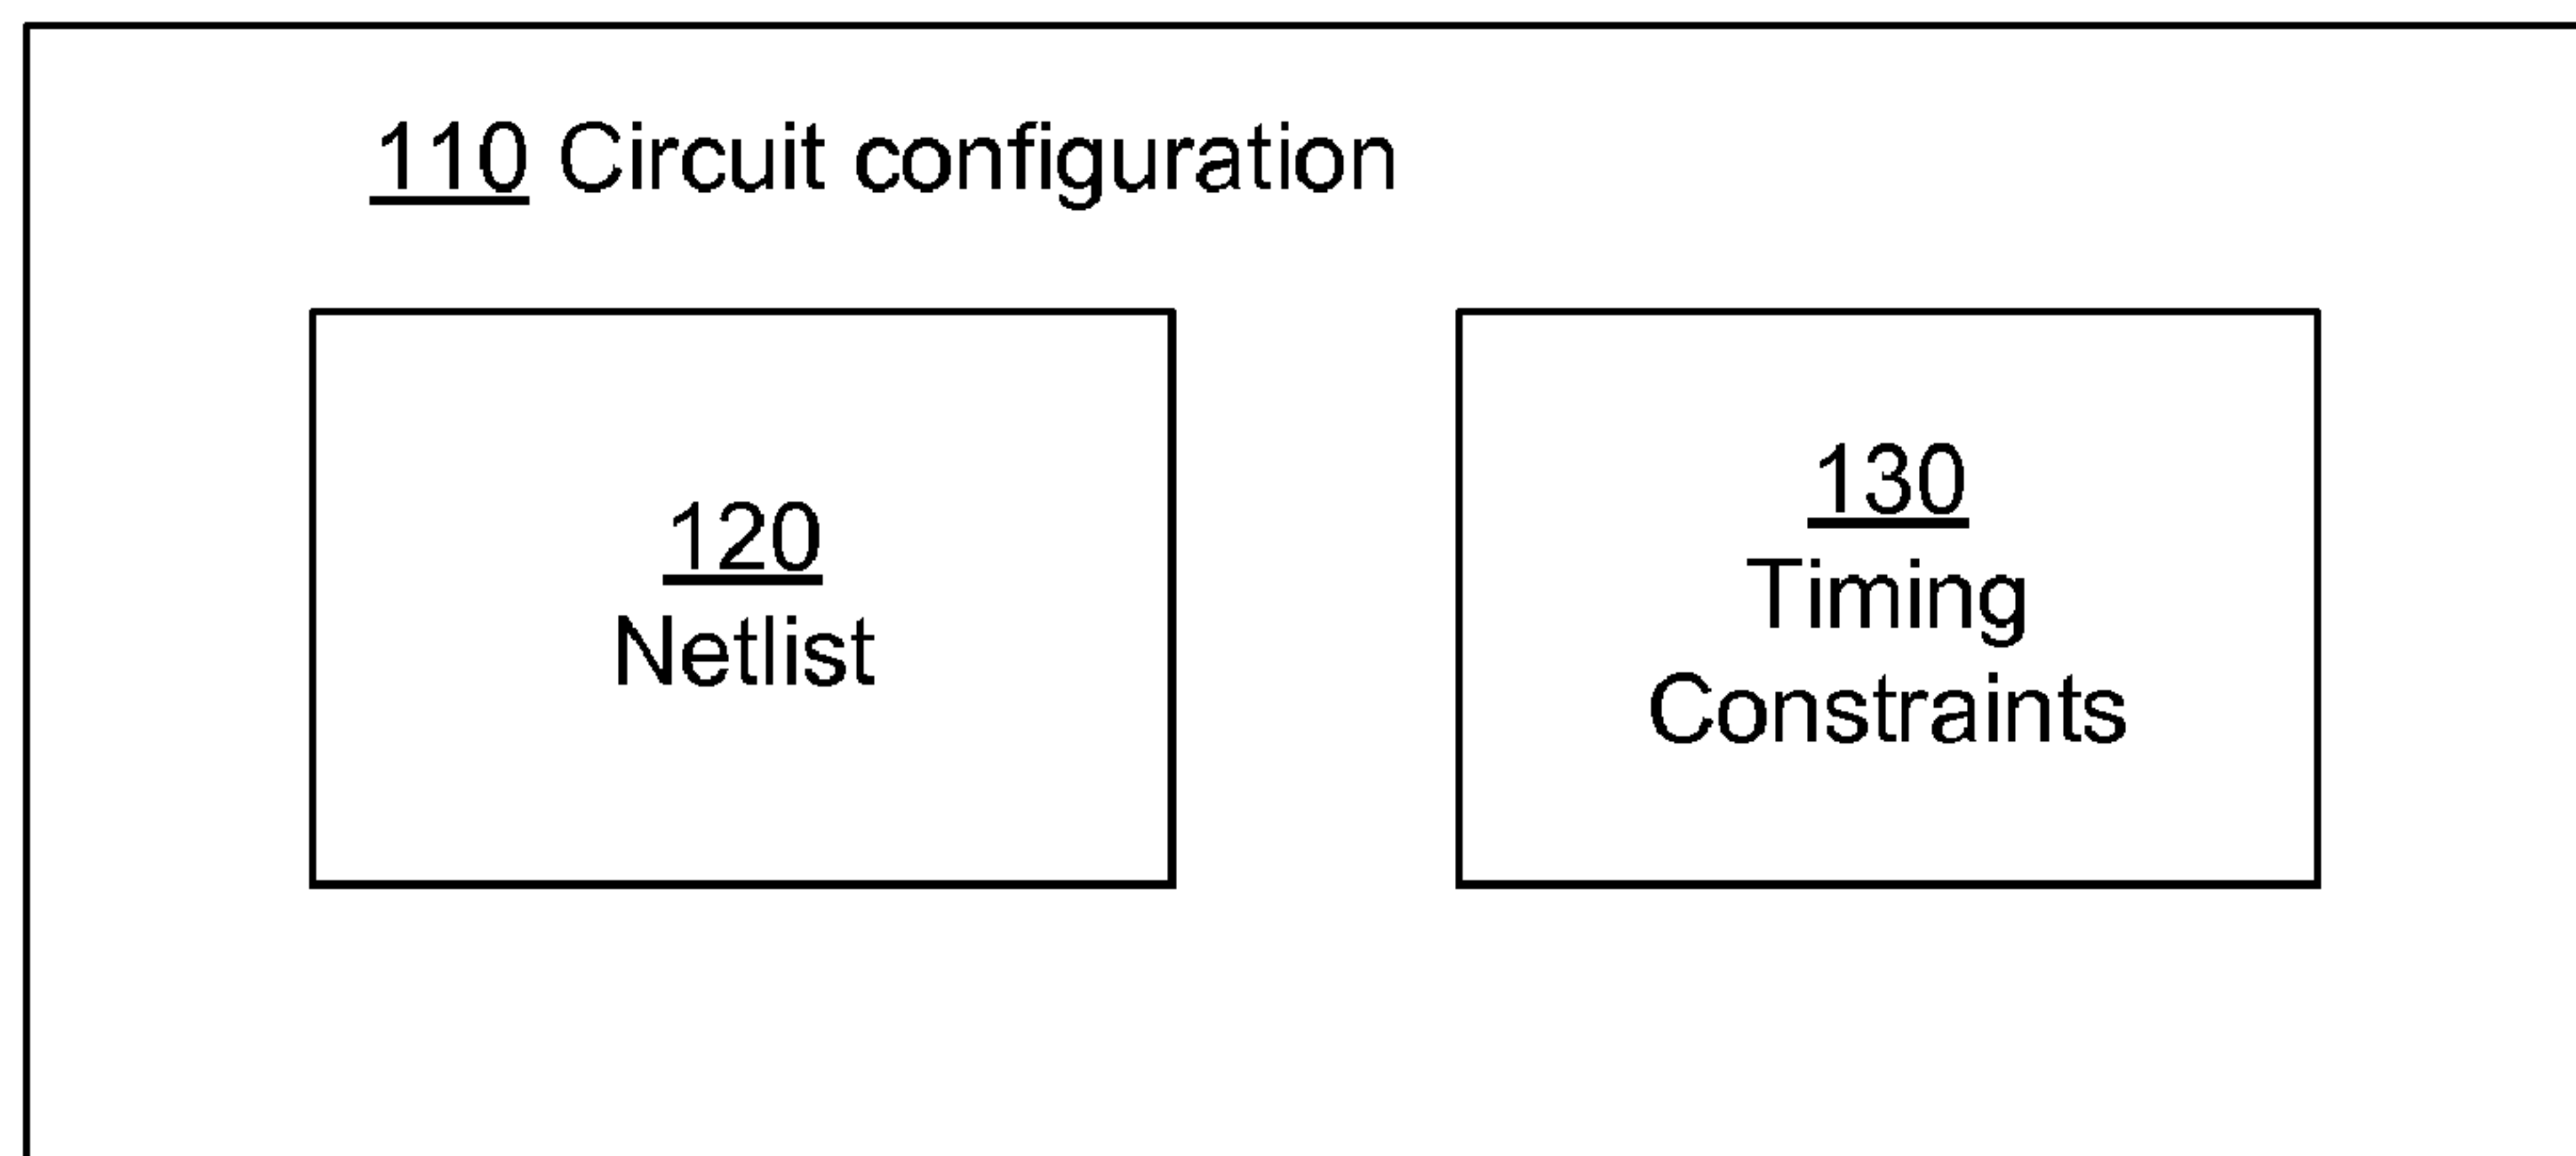 110 Circuit configuration
120
Netlist
130
Timing
Constraints